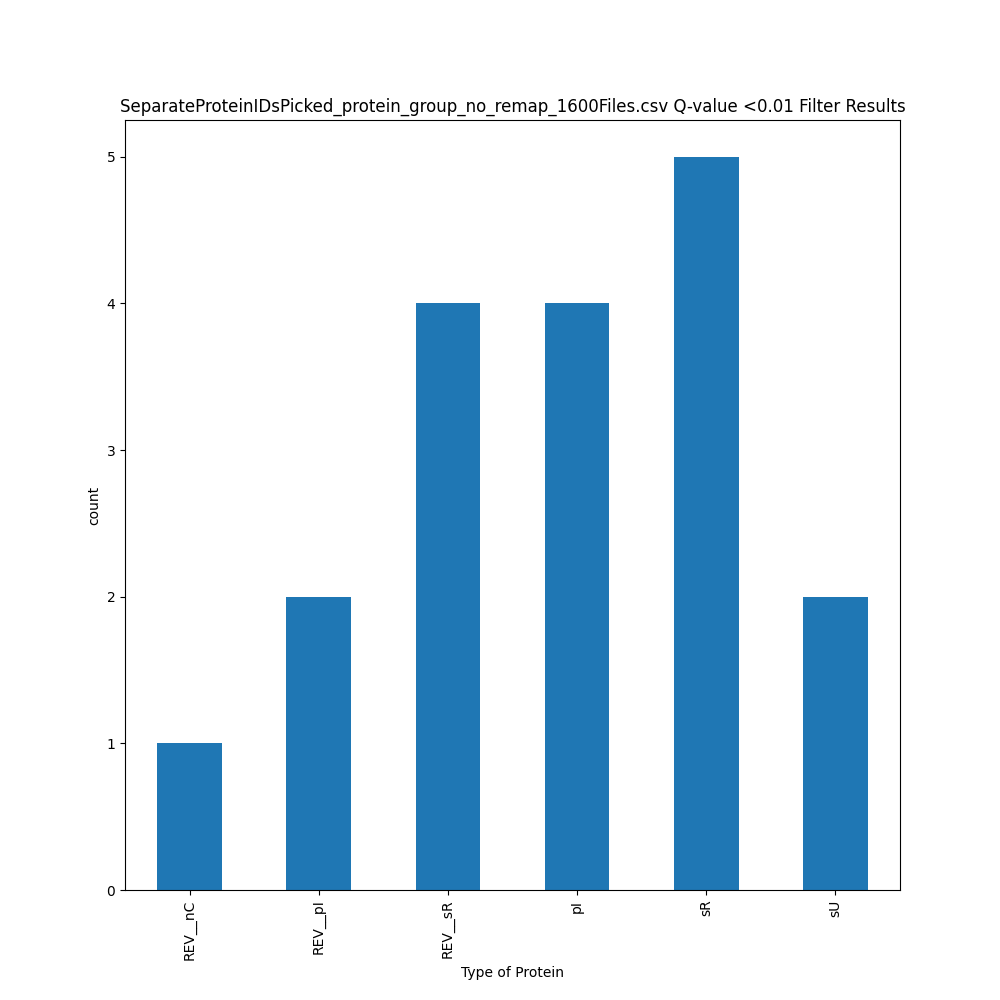 SeparateProteinIDsPicked_protein_group_no_remap_1600Files.csv Q-value <0.01 Filter Results
5
4
3
2
1
0
count
REV__nC
REV__pI
REV__sR
pI
sR
sU
Type of Protein